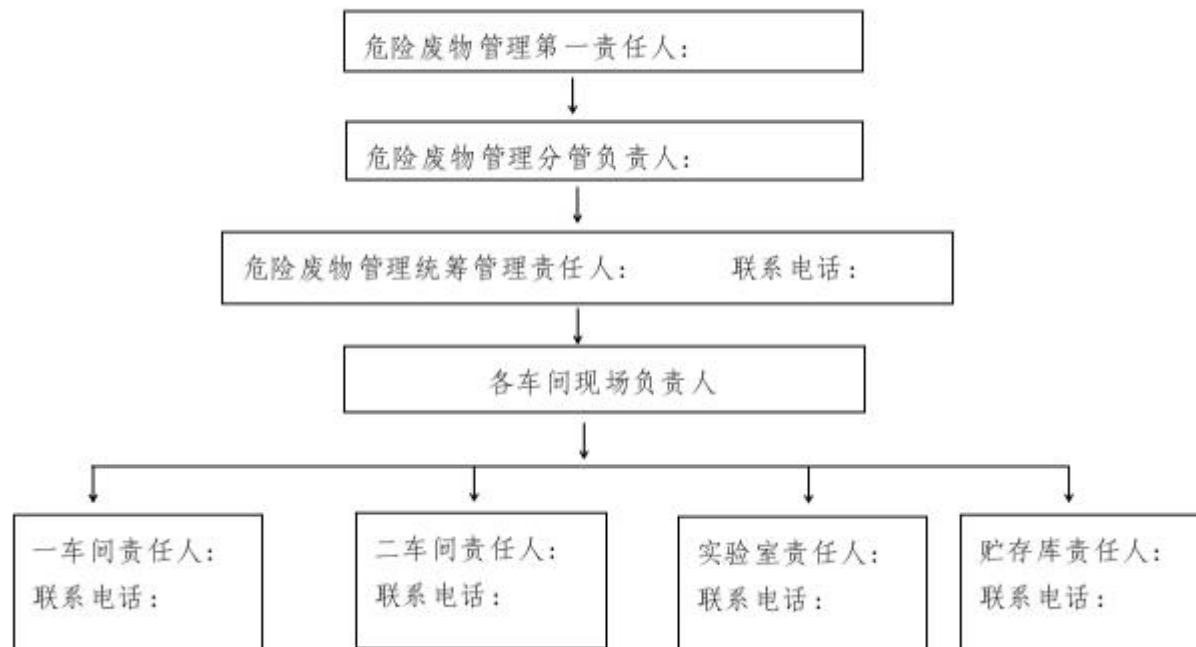 危险废物管理第一责任人：
危险废物管理分管负责人：
危险废物管理统筹管理责任人： 联系电话：
各车间现场负责人
一车间责任人：
联系电话：
二车间责任人：
联系电话：
实验室责任人：
联系电话：
贮存库责任人：
联系电话：